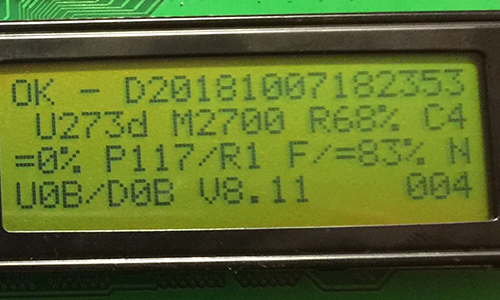 OK - D20181007182353
U273d M2700 R68% C4
=0% P117/R1 F/=83% N
U0B/D0B V8.11 004